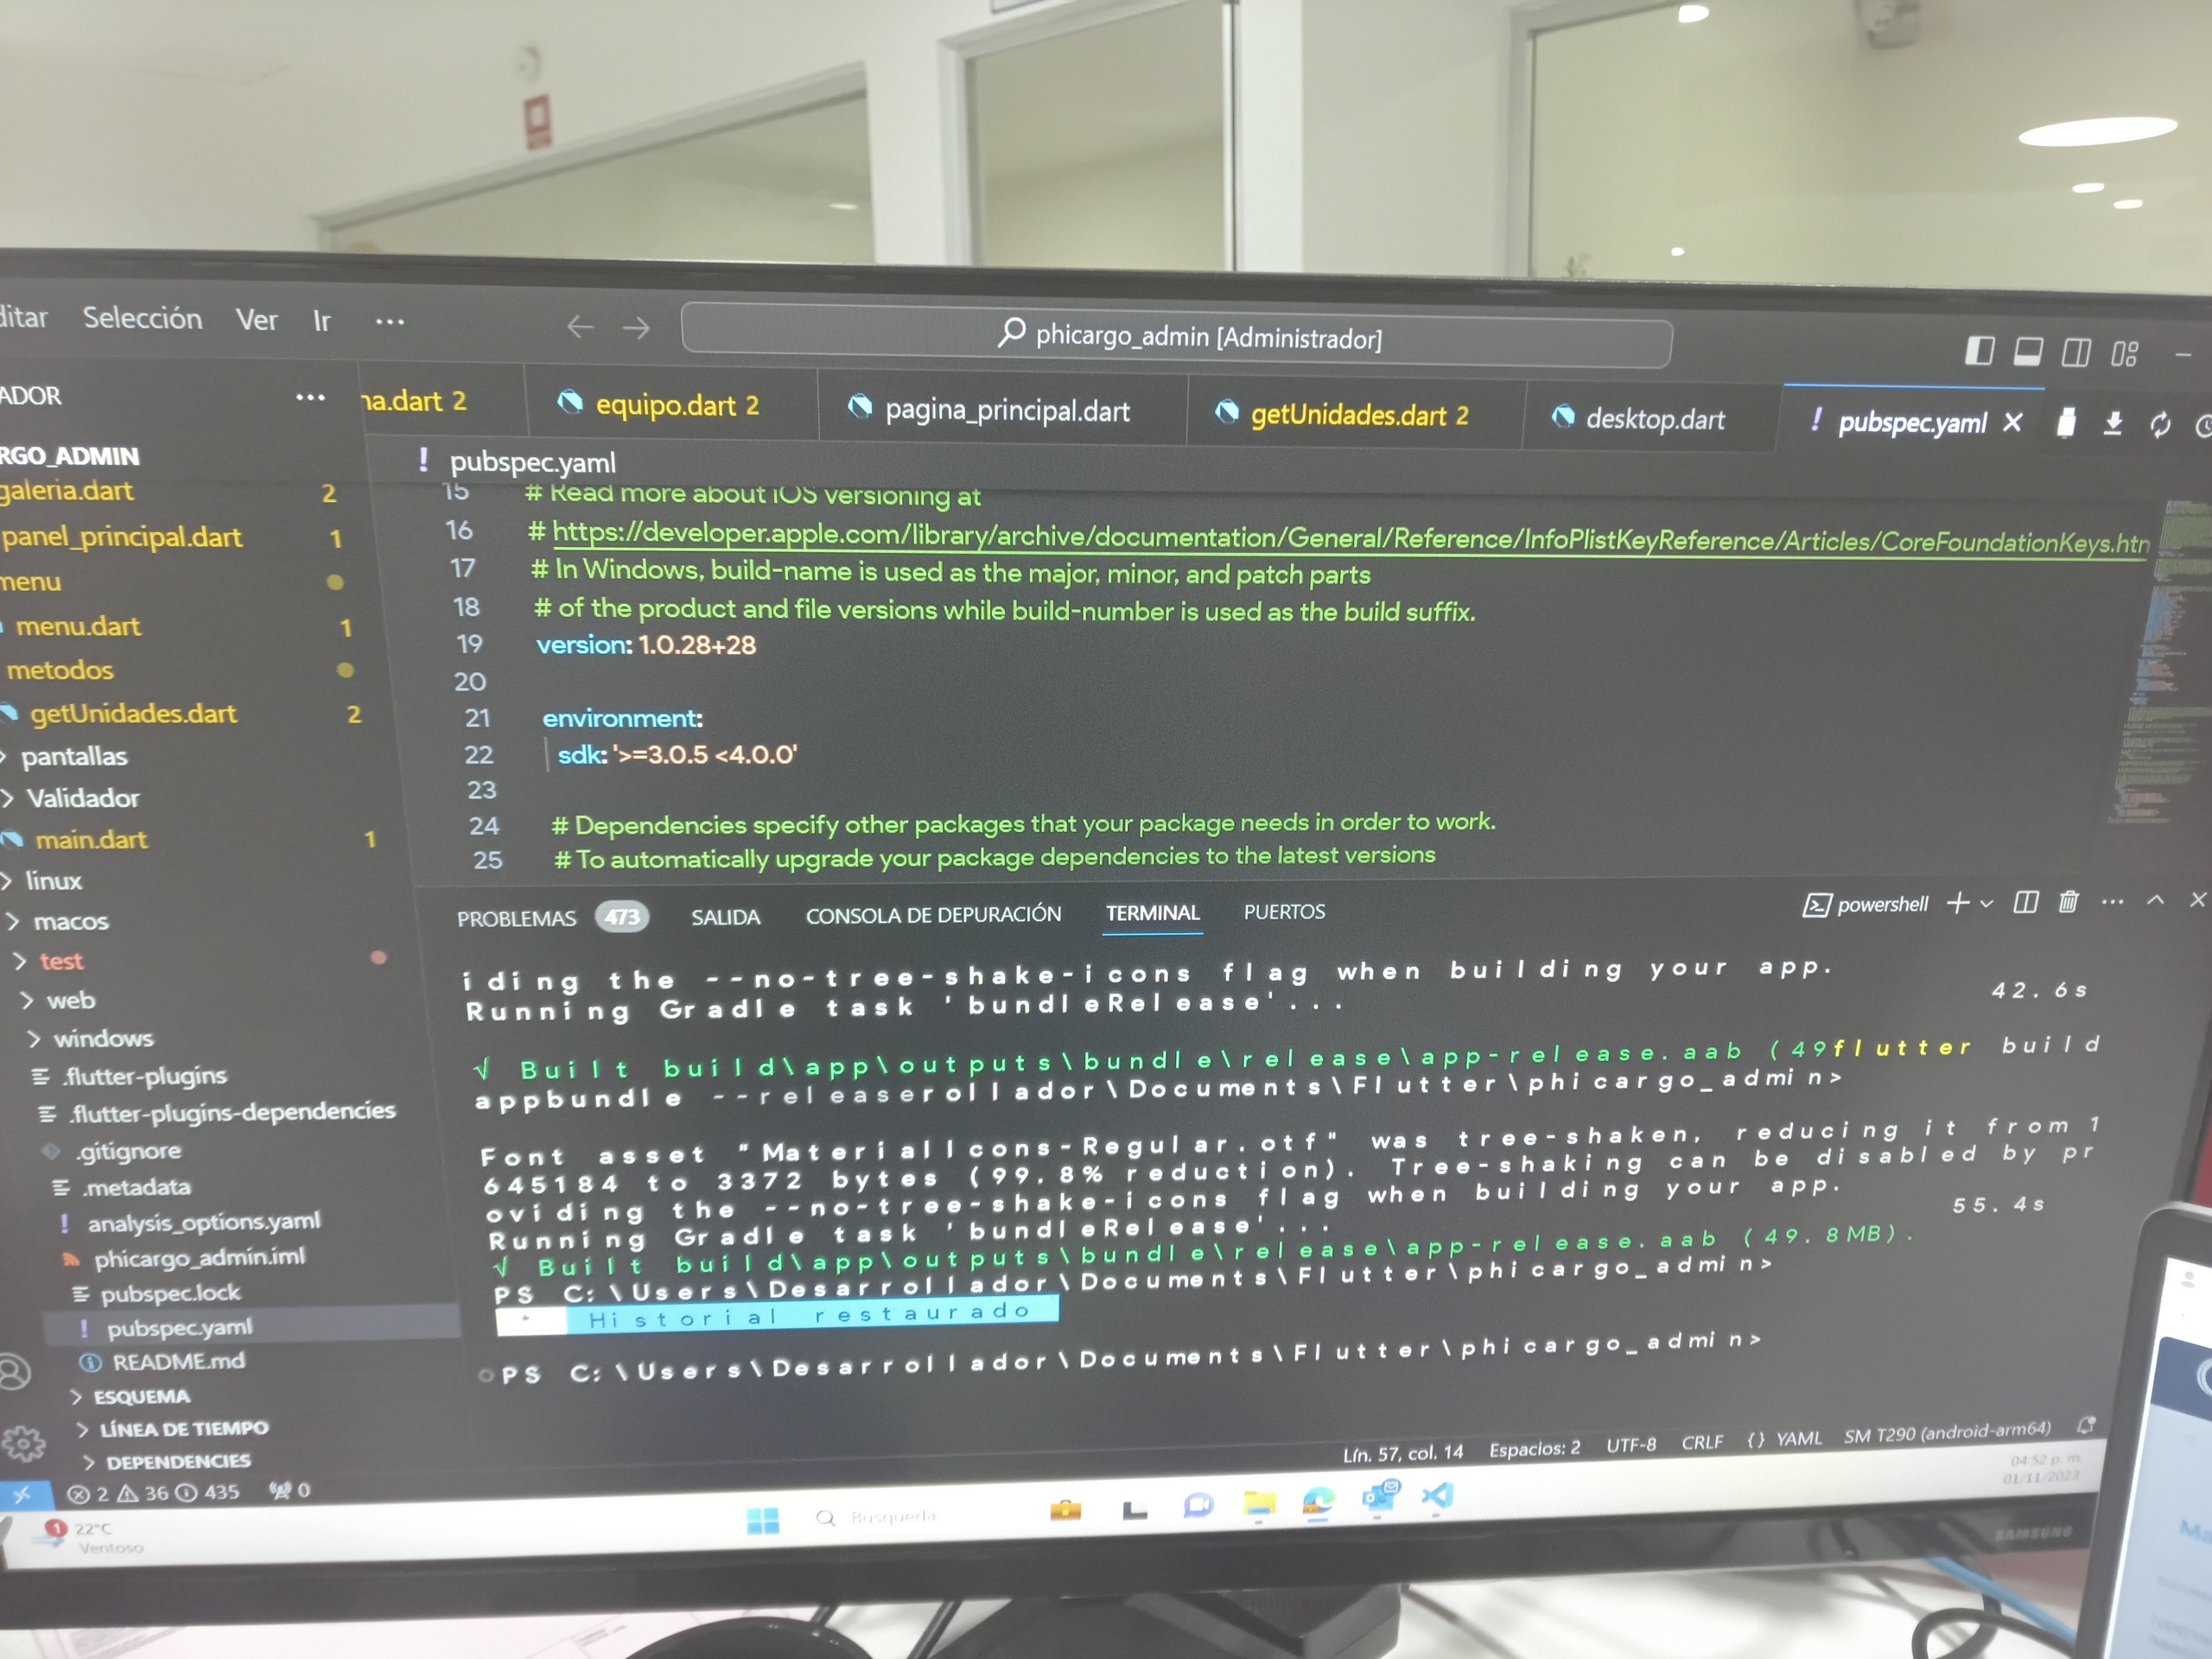 Selección Ver Ir ...
phicargo_admin [Administrador]
ADOR ...
na.dart 2
equipo.dart 2
pagina_principal.dart
getUnidades.dart 2
desktop.dart
! pubspec.yaml
RGO_ADMIN
galeria.dart 2
panel_principal.dart 1
menu
menu.dart 1
metodos
getUnidades.dart 2
pantallas
Validador
main.dart 1
linux
macos
test
web
windows
.flutter-plugins
.flutter-plugins-dependencies
.gitignore
.metadata
! analysis_options.yaml
phicargo_admin.iml
pubspec.lock
! pubspec.yaml
README.md
ESQUEMA
LÍNEA DE TIEMPO
DEPENDENCIES
! pubspec.yaml
15 # Read more about iOS versioning at
16 # https://developer.apple.com/library/archive/documentation/General/Reference/InfoPlistKeyReference/Articles/CoreFoundationKeys.htn
17 # In Windows, build-name is used as the major, minor, and patch parts
18 # of the product and file versions while build-number is used as the build suffix.
19 version: 1.0.28+28
20
21 environment:
22 sdk: '>=3.0.5 <4.0.0'
23
24 # Dependencies specify other packages that your package needs in order to work.
25 # To automatically upgrade your package dependencies to the latest versions
PROBLEMAS 473 SALIDA CONSOLA DE DEPURACIÓN TERMINAL PUERTOS
powershell
iding the --no-tree-shake-icons flag when building your app.
Running Gradle task 'bundleRelease'... 42.6s
√ Built build\app\outputs\bundle\release\app-release.aab (49flutter build
appbundle --releaserollador\Documents\Flutter\phicargo_admin>
Font asset "MaterialIcons-Regular.otf" was tree-shaken, reducing it from 1
645184 to 3372 bytes (99.8% reduction). Tree-shaking can be disabled by pr
oviding the --no-tree-shake-icons flag when building your app.
Running Gradle task 'bundleRelease'... 55.4s
√ Built build\app\outputs\bundle\release\app-release.aab (49.8MB).
PS C:\Users\Desarrollador\Documents\Flutter\phicargo_admin>
* Historial restaurado
PS C:\Users\Desarrollador\Documents\Flutter\phicargo_admin>
2 36 435 0
Lín. 57, col. 14 Espacios: 2 UTF-8 CRLF {} YAML SM T290 (android-arm64)
1 22°C
Ventoso
Búsqueda
04:52 p. m.
01/11/2023
SAMSUNG